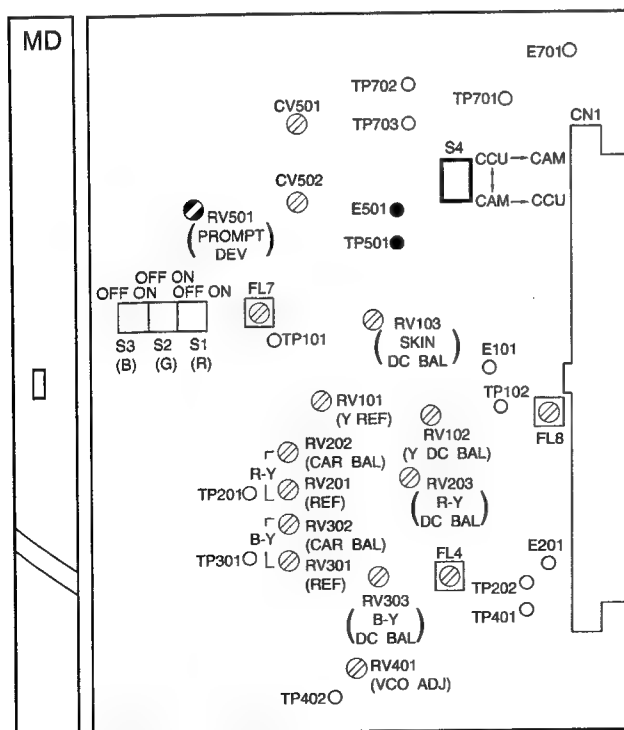 MD
E701
TP702
TP701
CV501
TP703
CN1
S4
CCU → CAM
CAM → CCU
CV502
E501
RV501
(PROMPT
DEV)
TP501
OFF ON
OFF ON OFF ON
FL7
S3
(B)
S2
(G)
S1
(R)
TP101
RV103
(SKIN
DC BAL)
E101
TP102
RV101
(Y REF)
RV102
(Y DC BAL)
FL8
RV202
(CAR BAL)
R-Y
TP201
RV201
(REF)
RV203
(R-Y
DC BAL)
RV302
(CAR BAL)
B-Y
TP301
RV301
(REF)
FL4
E201
TP202
TP401
RV303
(B-Y
DC BAL)
RV401
(VCO ADJ)
TP402